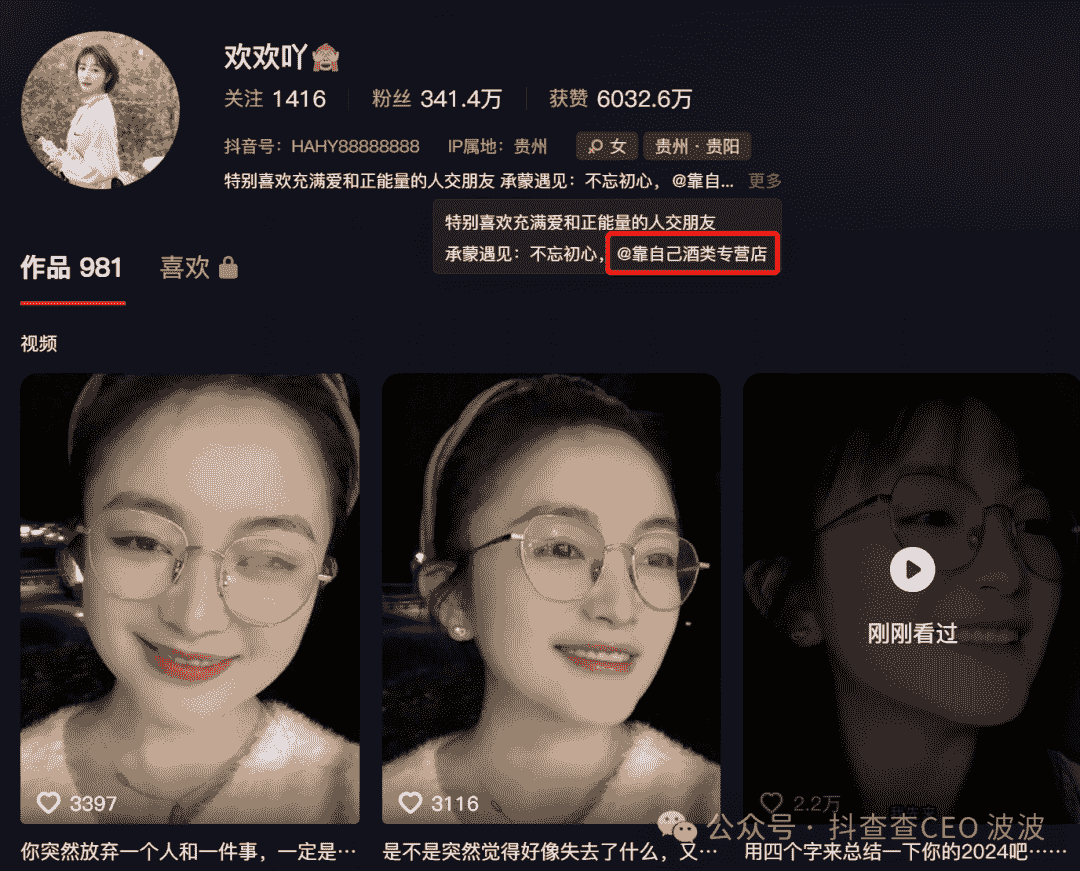 欢欢吖🙈
关注 1416 粉丝 341.4万 获赞 6032.6万
抖音号：HAHY88888888 IP属地：贵州 女 贵州·贵阳
特别喜欢充满爱和正能量的人交朋友 承蒙遇见：不忘初心，@靠自... 更多
特别喜欢充满爱和正能量的人交朋友
承蒙遇见：不忘初心，@靠自己酒类专营店
作品 981 喜欢
视频
刚刚看过
3397
3116
2.2万
公众号·抖查查CEO 波波
你突然放弃一个人和一件事，一定是…
是不是突然觉得好像失去了什么，又…
用四个字来总结一下你的2024吧……